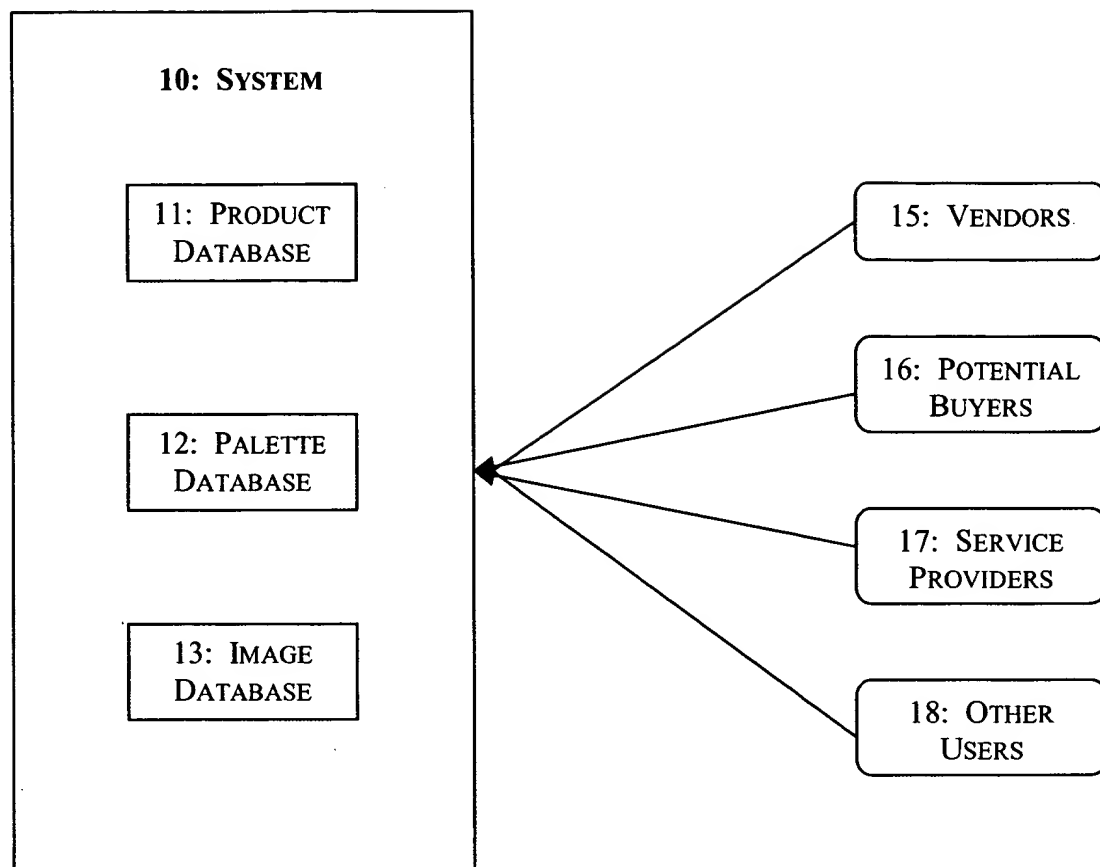 10: SYSTEM
11: PRODUCT
DATABASE
12: PALETTE
DATABASE
13: IMAGE
DATABASE
15: VENDORS
16: POTENTIAL
BUYERS
17: SERVICE
PROVIDERS
18: OTHER
USERS